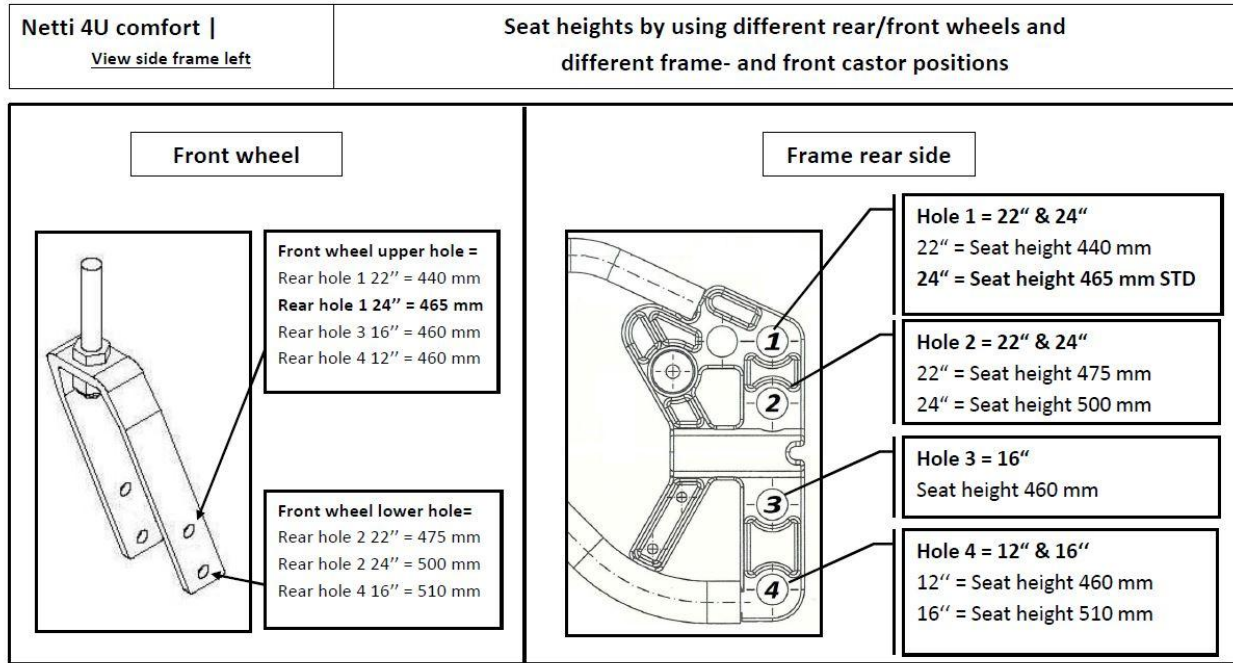 Netti 4U comfort |
View side frame left
Seat heights by using different rear/front wheels and
different frame- and front castor positions
Front wheel
Front wheel upper hole =
Rear hole 1 22’’ = 440 mm
Rear hole 1 24’’ = 465 mm
Rear hole 3 16’’ = 460 mm
Rear hole 4 12’’ = 460 mm
Front wheel lower hole=
Rear hole 2 22’’ = 475 mm
Rear hole 2 24’’ = 500 mm
Rear hole 4 16’’ = 510 mm
Frame rear side
1
2
3
4
Hole 1 = 22“ & 24“
22“ = Seat height 440 mm
24“ = Seat height 465 mm STD
Hole 2 = 22“ & 24“
22“ = Seat height 475 mm
24“ = Seat height 500 mm
Hole 3 = 16“
Seat height 460 mm
Hole 4 = 12“ & 16‘‘
12‘‘ = Seat height 460 mm
16‘‘ = Seat height 510 mm